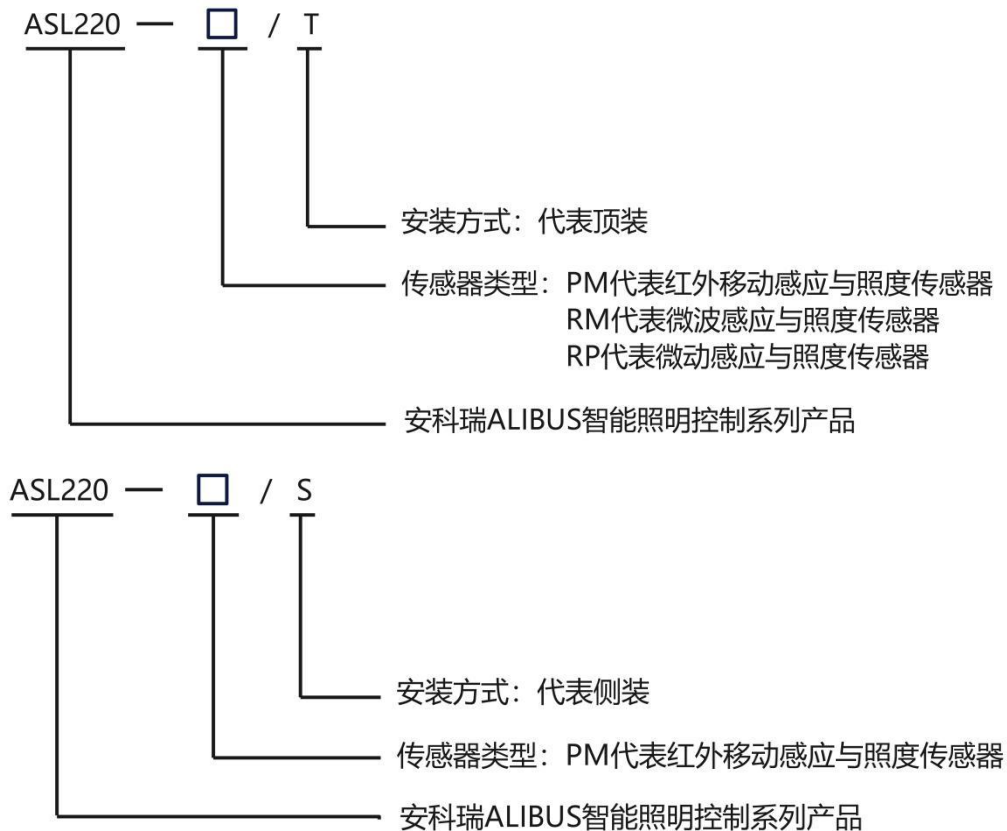 ASL220 — □ / T
安装方式：代表顶装
传感器类型：PM代表红外移动感应与照度传感器
RM代表微波感应与照度传感器
RP代表微动感应与照度传感器
安科瑞ALIBUS智能照明控制系列产品
ASL220 — □ / S
安装方式：代表侧装
传感器类型：PM代表红外移动感应与照度传感器
安科瑞ALIBUS智能照明控制系列产品